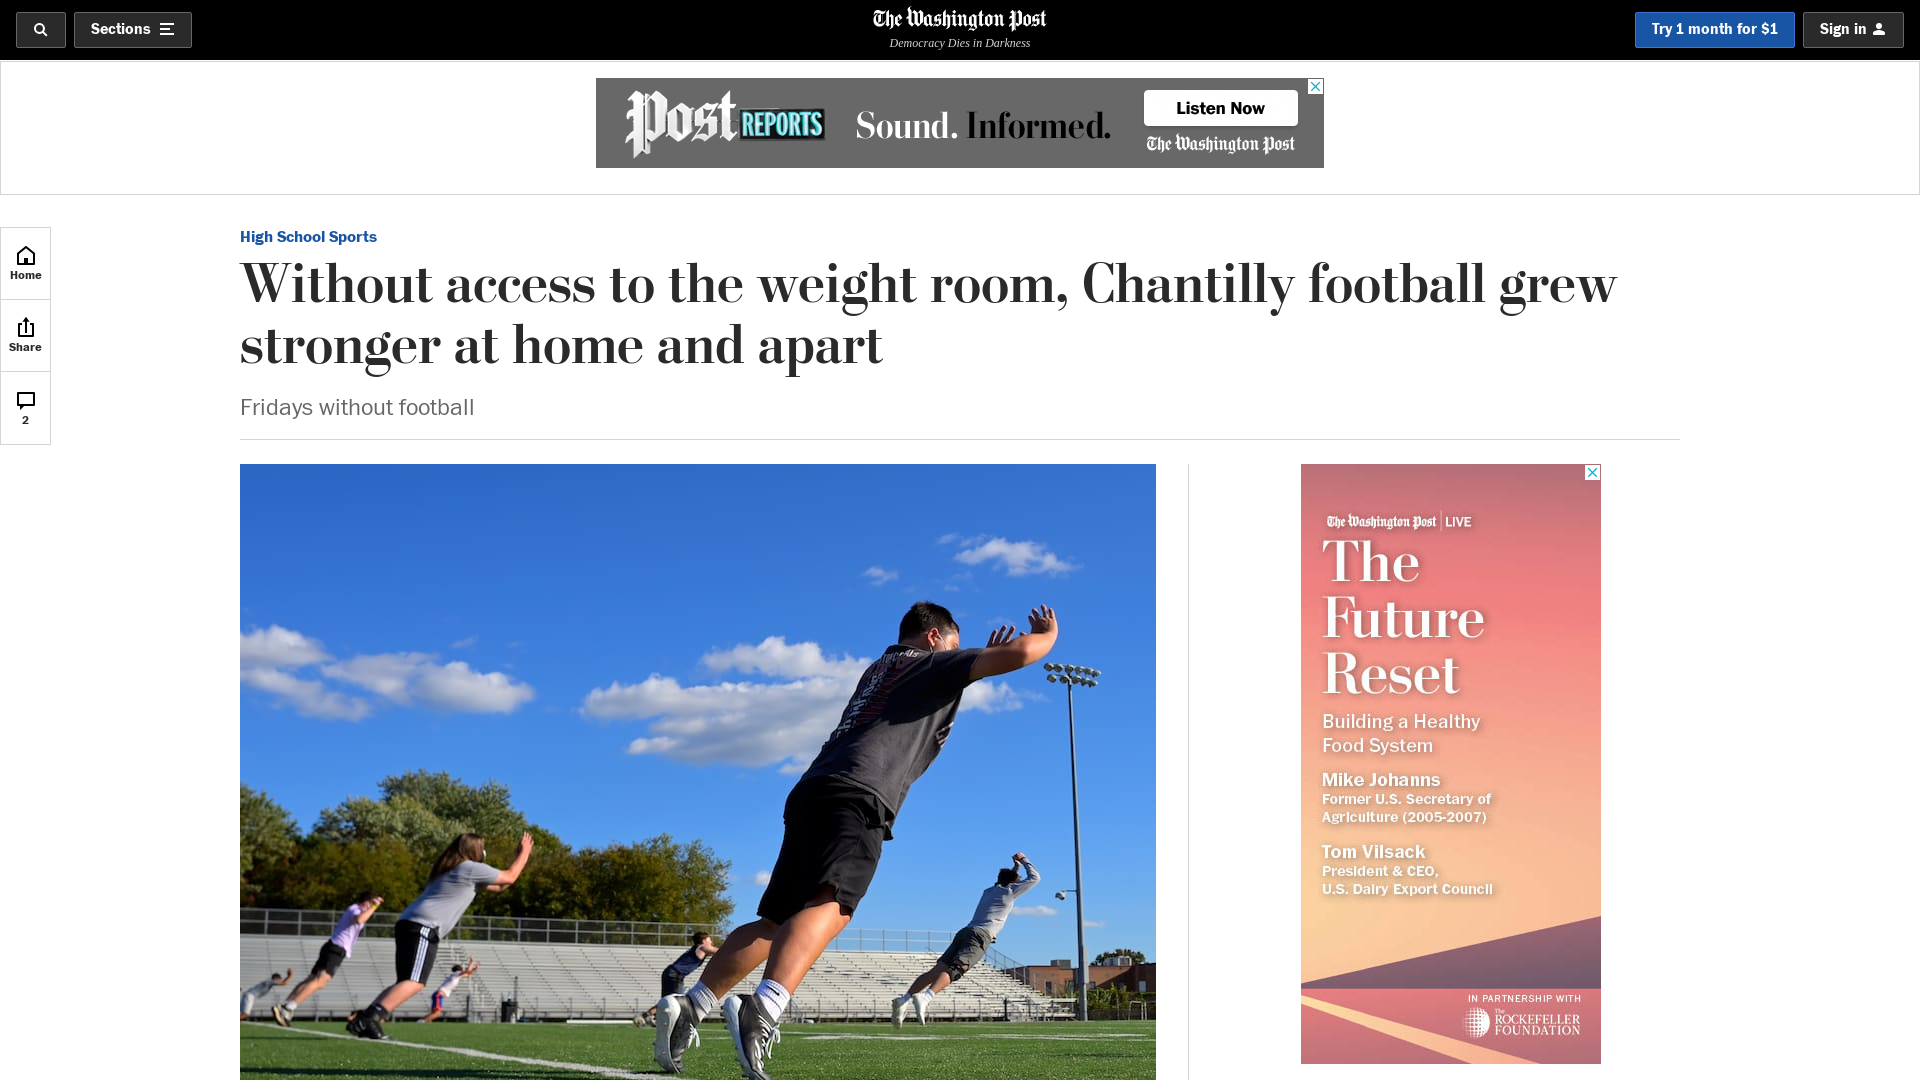 Sections
The Washington Post
Democracy Dies in Darkness
Try 1 month for $1
Sign in
Post REPORTS
Sound. Informed.
Listen Now
The Washington Post
Home
Share
2
High School Sports
Without access to the weight room, Chantilly football grew
stronger at home and apart
Fridays without football
The Washington Post LIVE
The
Future
Reset
Building a Healthy
Food System
Mike Johanns
Former U.S. Secretary of
Agriculture (2005-2007)
Tom Vilsack
President & CEO,
U.S. Dairy Export Council
IN PARTNERSHIP WITH
The
ROCKEFELLER
FOUNDATION